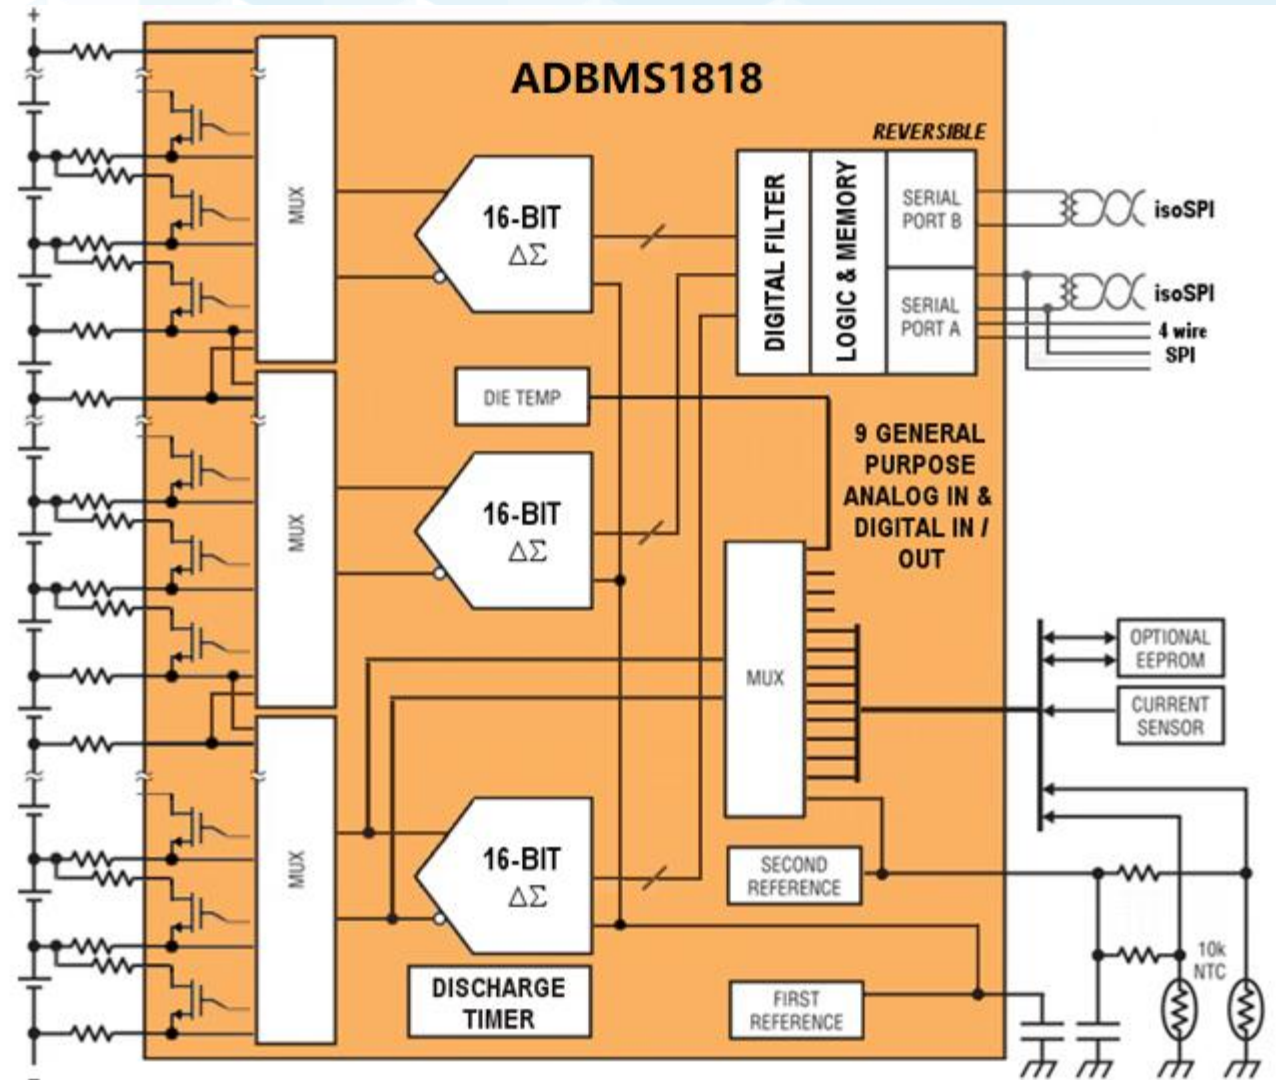 +
ADBMS1818
REVERSIBLE
MUX
16-BIT
ΔΣ
DIGITAL FILTER
LOGIC & MEMORY
SERIAL
PORT B
isoSPI
SERIAL
PORT A
isoSPI
4 wire
SPI
DIE TEMP
9 GENERAL
PURPOSE
ANALOG IN &
DIGITAL IN /
OUT
MUX
16-BIT
ΔΣ
MUX
OPTIONAL
EEPROM
CURRENT
SENSOR
MUX
16-BIT
ΔΣ
SECOND
REFERENCE
10k
NTC
DISCHARGE
TIMER
FIRST
REFERENCE
–